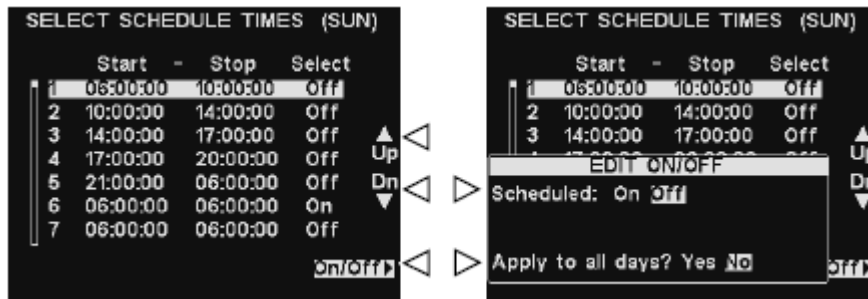 SELECT SCHEDULE TIMES (SUN)
Start - Stop Select
1 06:00:00 10:00:00 Off
2 10:00:00 14:00:00 Off
3 14:00:00 17:00:00 Off
4 17:00:00 20:00:00 Off
5 21:00:00 06:00:00 Off
6 06:00:00 06:00:00 On
7 06:00:00 06:00:00 Off
Up
Dn
On/Off
SELECT SCHEDULE TIMES (SUN)
Start - Stop Select
1 06:00:00 10:00:00 Off
2 10:00:00 14:00:00 Off
3 14:00:00 17:00:00 Off
EDIT ON/OFF
Scheduled: On Off
Apply to all days? Yes No